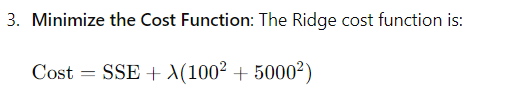 3. Minimize the Cost Function: The Ridge cost function is:
Cost = SSE + λ(100² + 5000²)